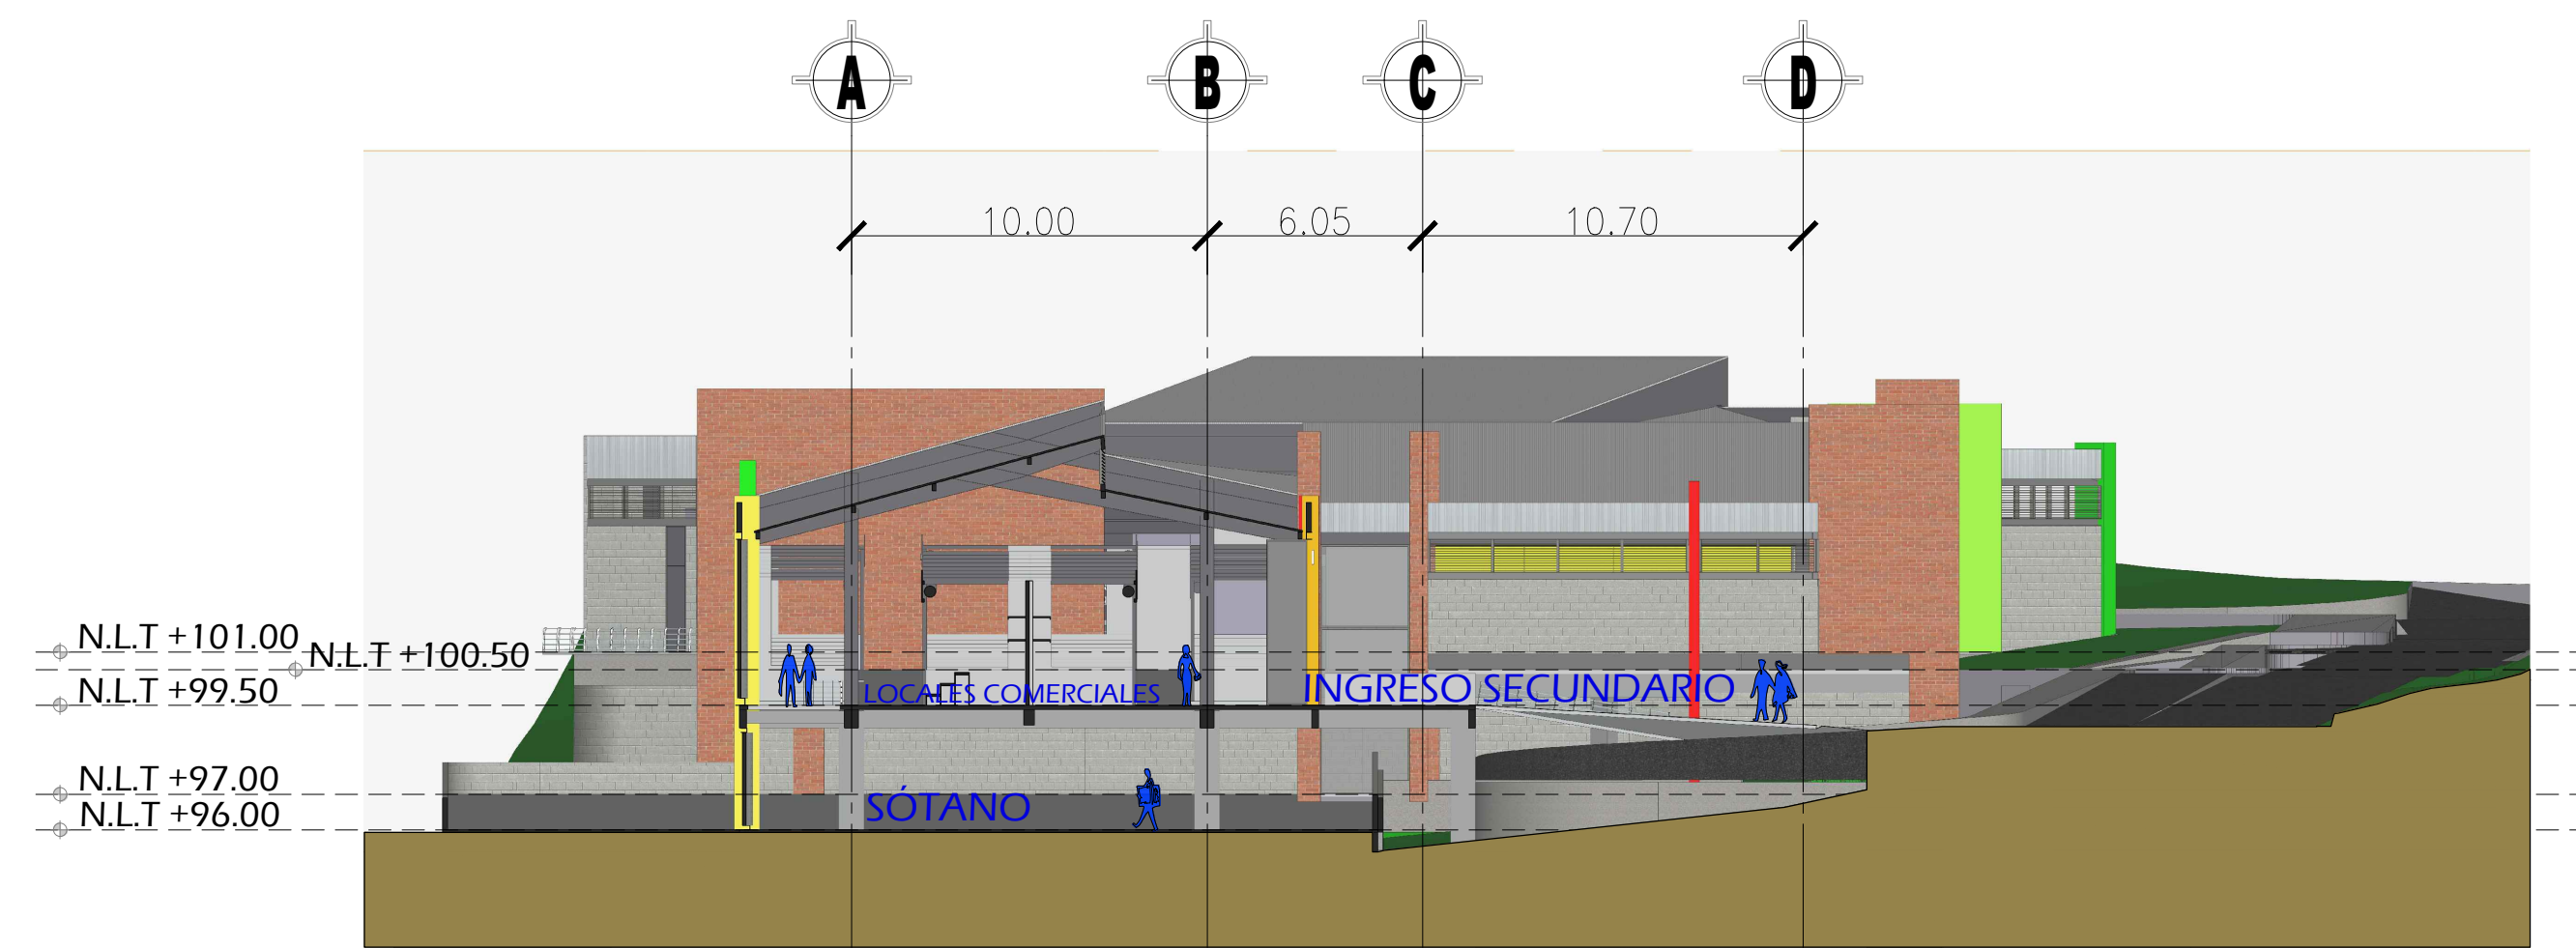 A B C D
10.00 6.05 10.70
N.L.T +101.00
N.L.T +100.50
N.L.T +99.50
LOCALES COMERCIALES
INGRESO SECUNDARIO
N.L.T +97.00
N.L.T +96.00
SÓTANO